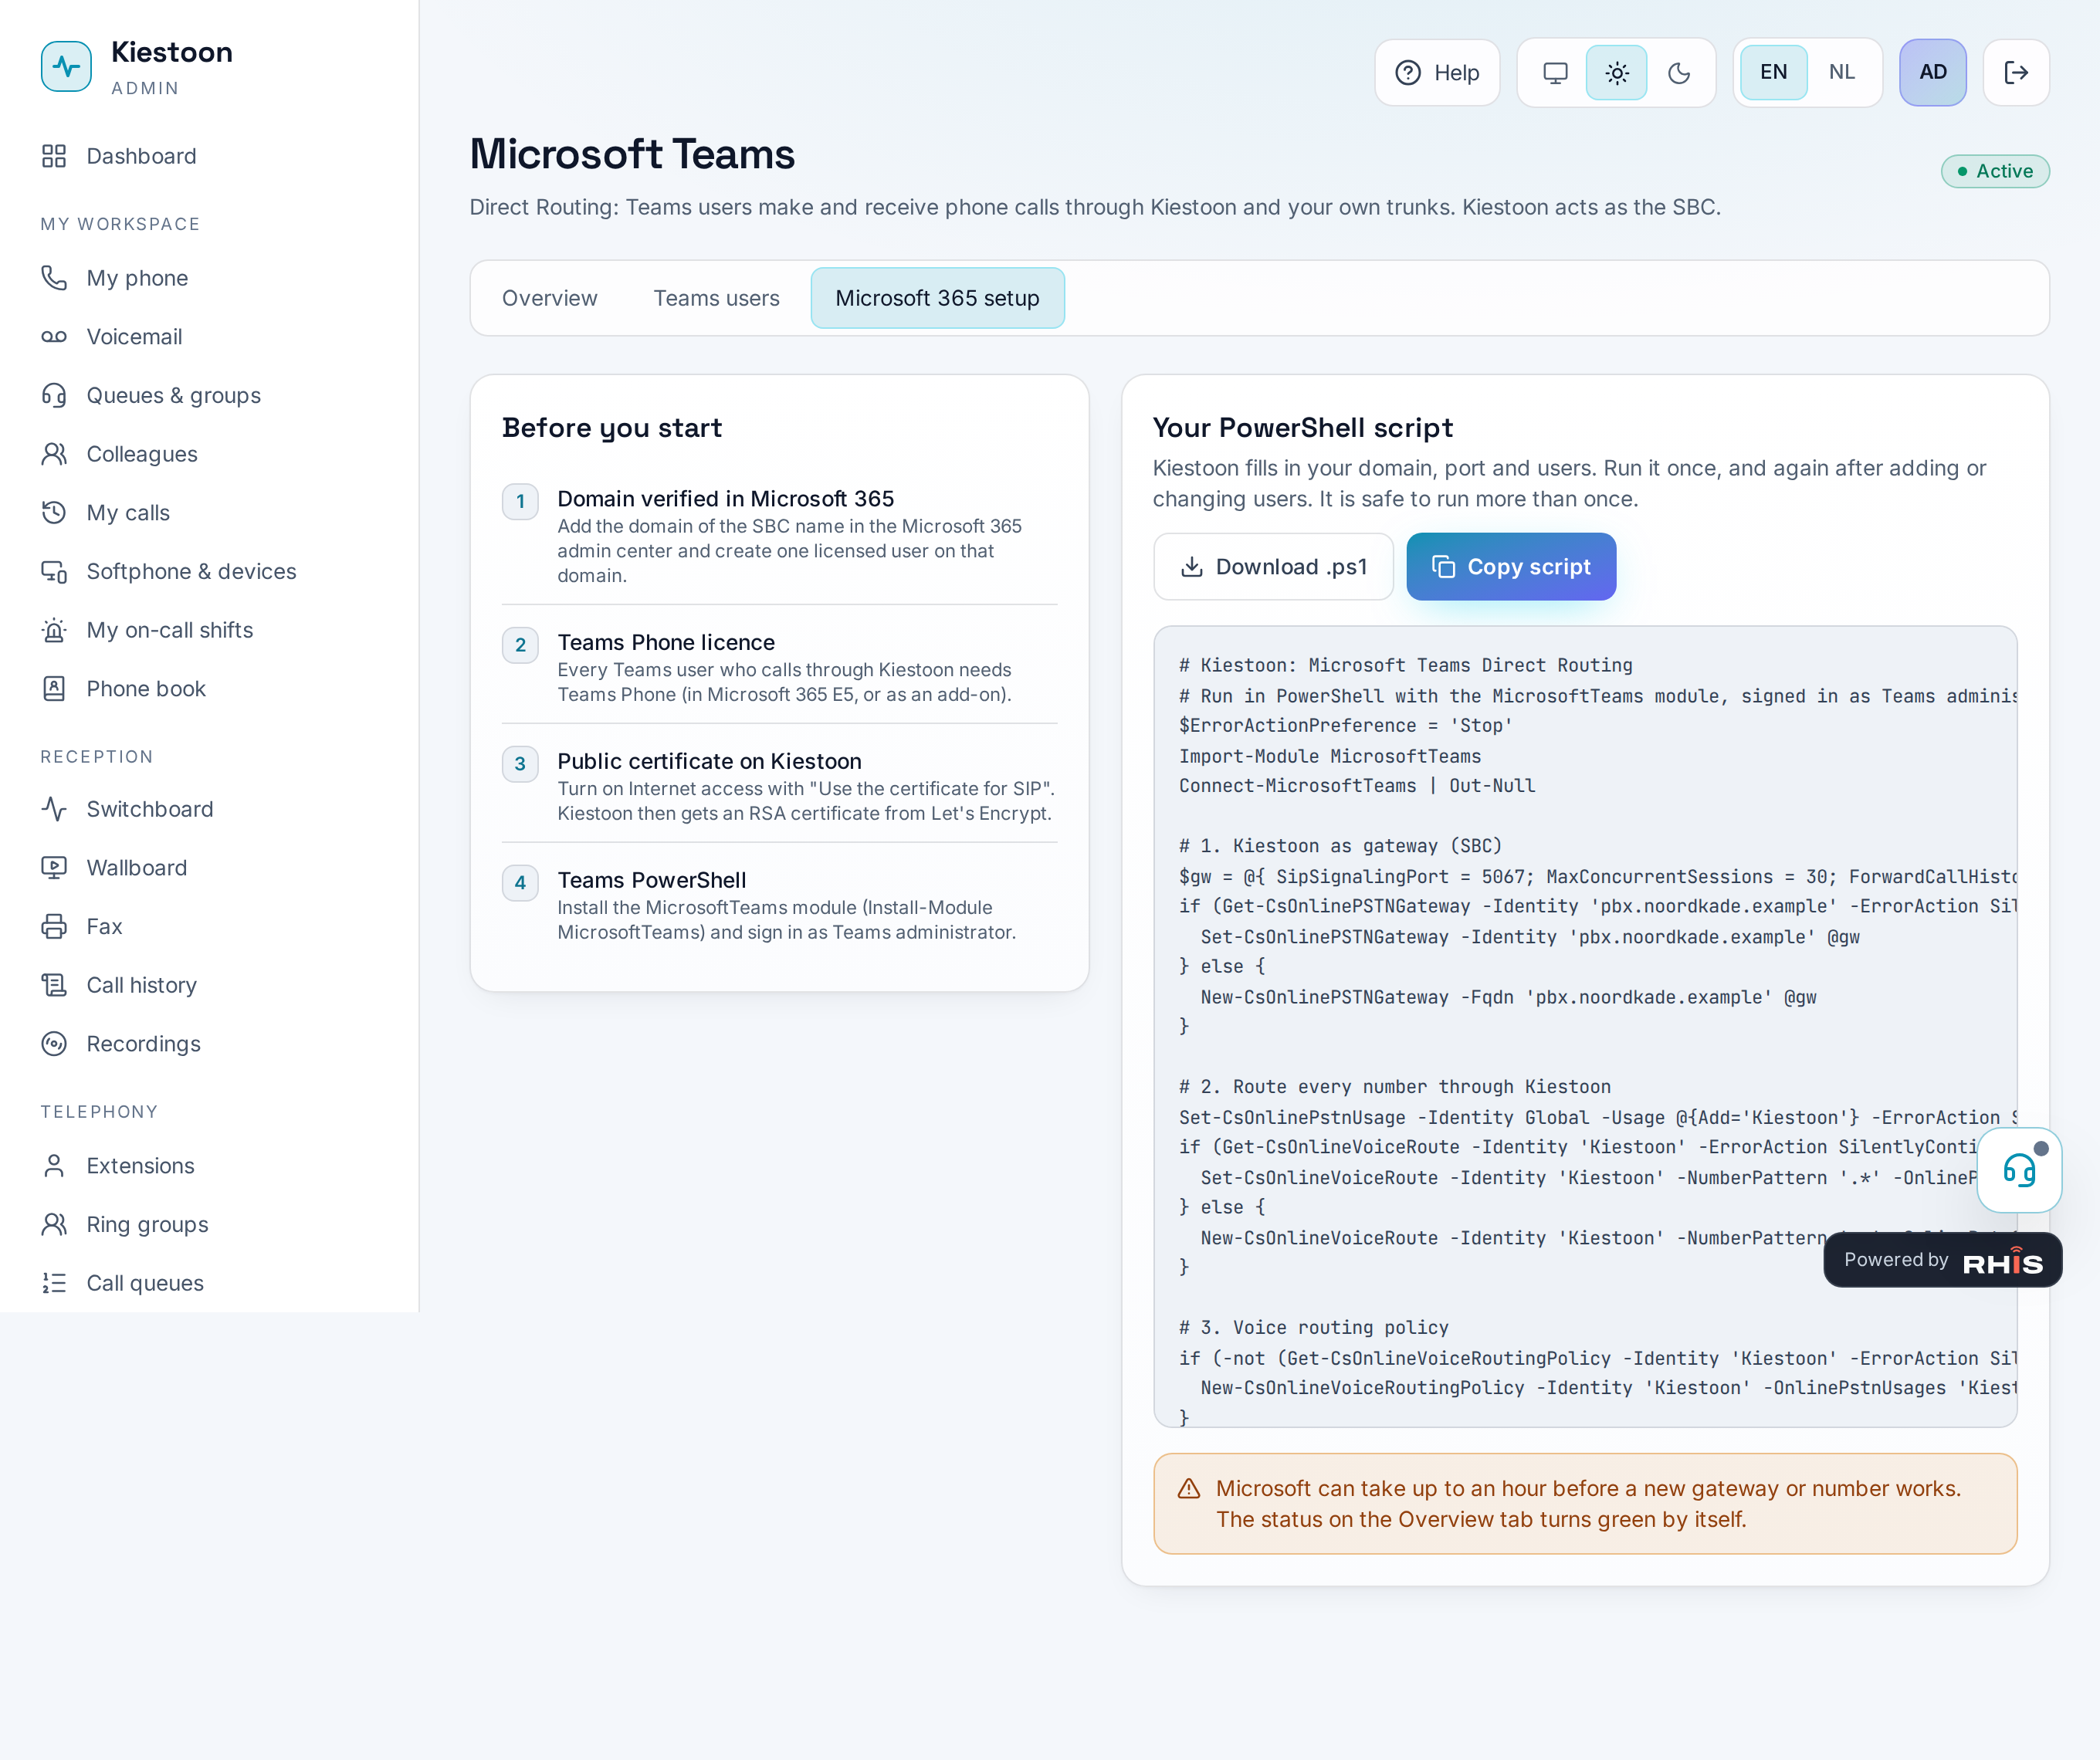 Kiestoon
ADMIN
Dashboard
MY WORKSPACE
My phone
Voicemail
Queues & groups
Colleagues
My calls
Softphone & devices
My on-call shifts
Phone book
RECEPTION
Switchboard
Wallboard
Fax
Call history
Recordings
TELEPHONY
Extensions
Ring groups
Call queues
Help
EN
NL
AD
Microsoft Teams
Active
Direct Routing: Teams users make and receive phone calls through Kiestoon and your own trunks. Kiestoon acts as the SBC.
Overview
Teams users
Microsoft 365 setup
Before you start
1
Domain verified in Microsoft 365
Add the domain of the SBC name in the Microsoft 365
admin center and create one licensed user on that
domain.
2
Teams Phone licence
Every Teams user who calls through Kiestoon needs
Teams Phone (in Microsoft 365 E5, or as an add-on).
3
Public certificate on Kiestoon
Turn on Internet access with "Use the certificate for SIP".
Kiestoon then gets an RSA certificate from Let's Encrypt.
4
Teams PowerShell
Install the MicrosoftTeams module (Install-Module
MicrosoftTeams) and sign in as Teams administrator.
Your PowerShell script
Kiestoon fills in your domain, port and users. Run it once, and again after adding or
changing users. It is safe to run more than once.
Download .ps1
Copy script
# Kiestoon: Microsoft Teams Direct Routing
# Run in PowerShell with the MicrosoftTeams module, signed in as Teams adminis
$ErrorActionPreference = 'Stop'
Import-Module MicrosoftTeams
Connect-MicrosoftTeams | Out-Null
# 1. Kiestoon as gateway (SBC)
$gw = @{ SipSignalingPort = 5067; MaxConcurrentSessions = 30; ForwardCallHisto
if (Get-CsOnlinePSTNGateway -Identity 'pbx.noordkade.example' -ErrorAction Sil
Set-CsOnlinePSTNGateway -Identity 'pbx.noordkade.example' @gw
} else {
New-CsOnlinePSTNGateway -Fqdn 'pbx.noordkade.example' @gw
}
# 2. Route every number through Kiestoon
Set-CsOnlinePstnUsage -Identity Global -Usage @{Add='Kiestoon'} -ErrorAction S
if (Get-CsOnlineVoiceRoute -Identity 'Kiestoon' -ErrorAction SilentlyConti
Set-CsOnlineVoiceRoute -Identity 'Kiestoon' -NumberPattern '.*' -OnlineP
} else {
New-CsOnlineVoiceRoute -Identity 'Kiestoon' -NumberPattern
}
# 3. Voice routing policy
if (-not (Get-CsOnlineVoiceRoutingPolicy -Identity 'Kiestoon' -ErrorAction Sil
New-CsOnlineVoiceRoutingPolicy -Identity 'Kiestoon' -OnlinePstnUsages 'Kiest
}
Powered by RHiS
Microsoft can take up to an hour before a new gateway or number works.
The status on the Overview tab turns green by itself.